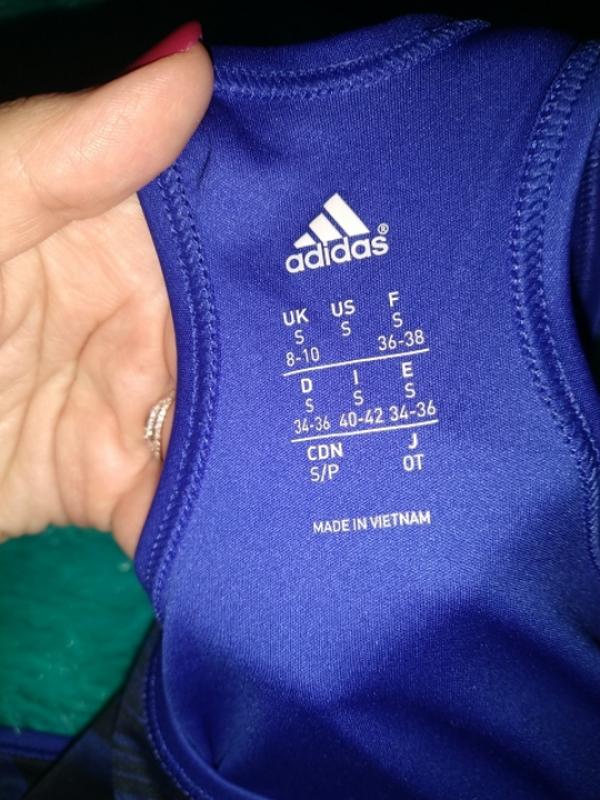 adidas®
UK US F
S S S
8-10 36-38
D I E
S S S
34-36 40-42 34-36
CDN J
S/P OT
MADE IN VIETNAM